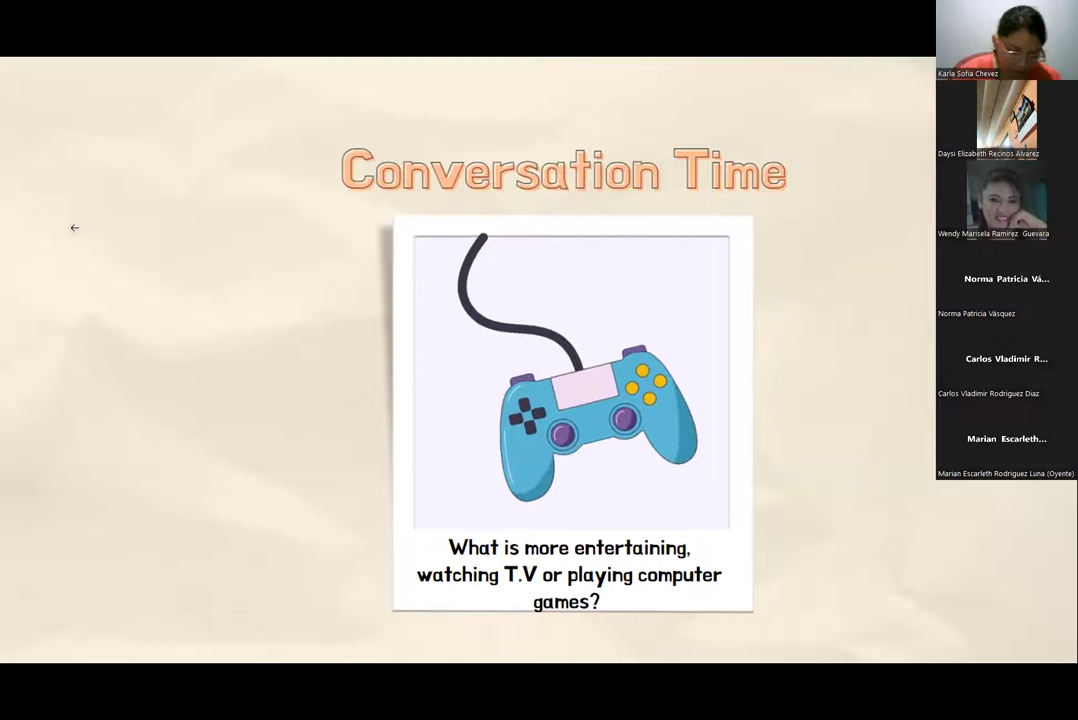 Conversation Time
What is more entertaining,
watching T.V or playing computer
games?
Karla Sofia Chevez
Daysi Elizabeth Recinos Alvarez
Wendy Marisela Ramirez Guevara
Norma Patricia Vá...
Norma Patricia Vásquez
Carlos Vladimir R...
Carlos Vladimir Rodriguez Diaz
Marian Escarleth...
Marian Escarleth Rodriguez Luna (Oyente)